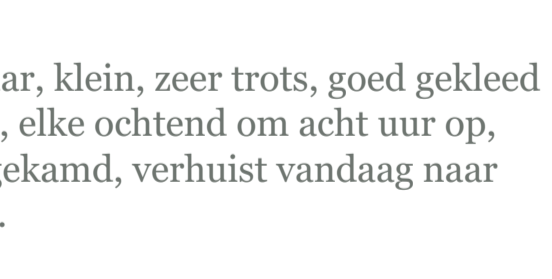 ar, klein, zeer trots, goed gekleed
, elke ochtend om acht uur op,
gekamd, verhuist vandaag naar
.